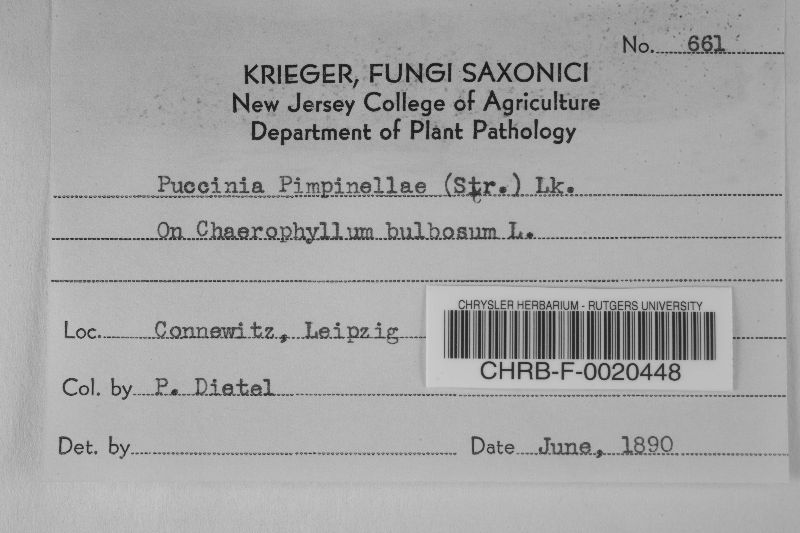 No. 661
KRIEGER, FUNGI SAXONICI
New Jersey College of Agriculture
Department of Plant Pathology
Puccinia Pimpinellae (Str.) Lk.
On Chaerophyllum bulbosum L.
Loc. Connewitz, Leipzig
CHRYSLER HERBARIUM - RUTGERS UNIVERSITY
CHRB-F-0020448
Col. by P. Dietel
Det. by
Date June, 1890